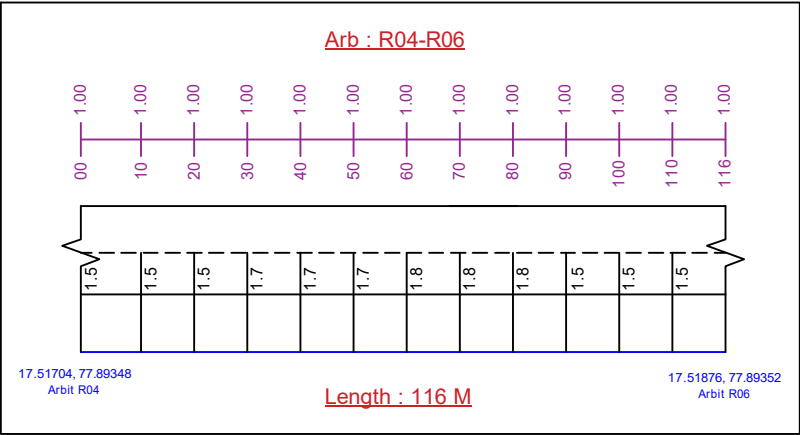 Arb : R04-R06
1.00 1.00 1.00 1.00 1.00 1.00 1.00 1.00 1.00 1.00 1.00 1.00 1.00
00 10 20 30 40 50 60 70 80 90 100 110 116
1.5 1.5 1.5 1.7 1.7 1.7 1.8 1.8 1.8 1.5 1.5 1.5
17.51704, 77.89348
Arbit R04
Length : 116 M
17.51876, 77.89352
Arbit R06